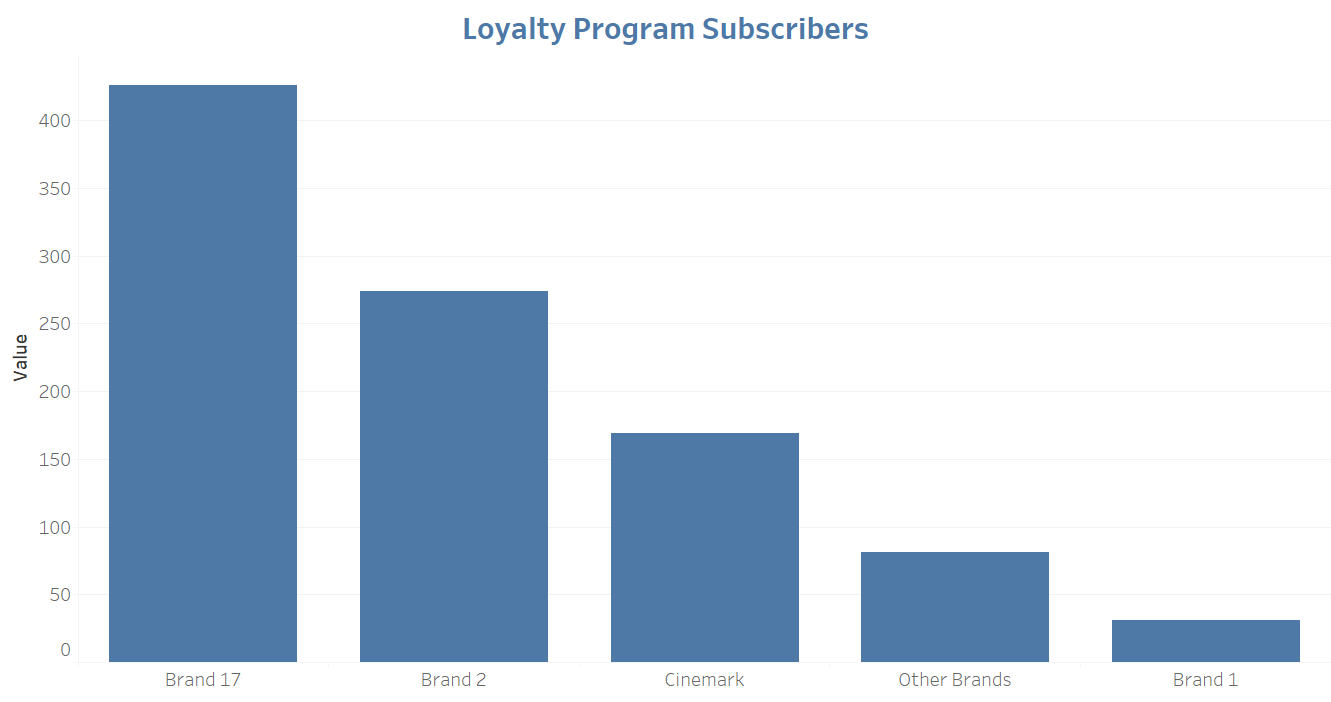 Loyalty Program Subscribers
400
350
300
250
200
150
100
50
0
Value
Brand 17
Brand 2
Cinemark
Other Brands
Brand 1